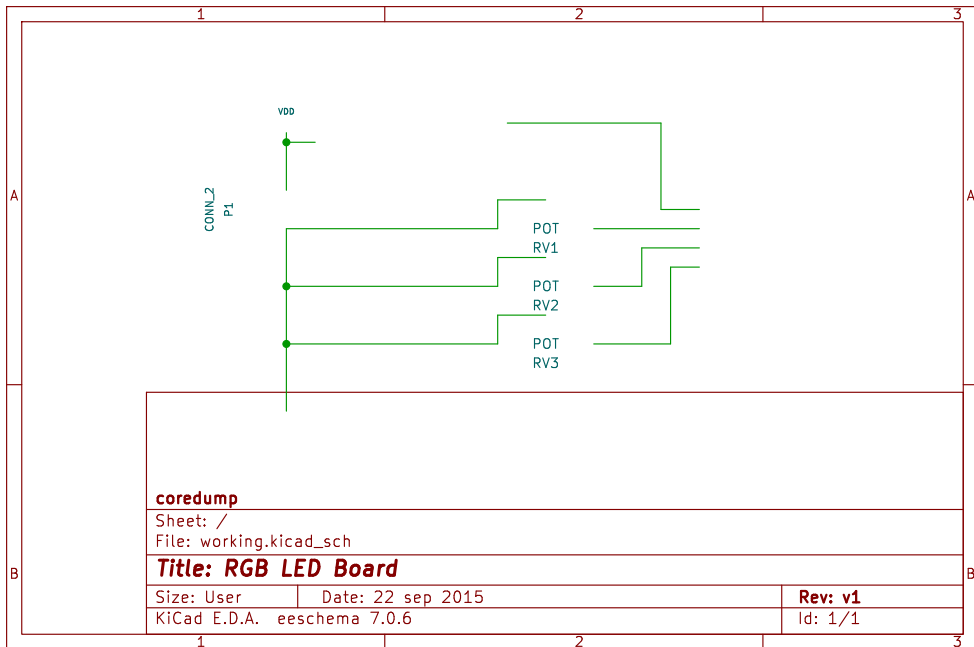 1 2 3
VDD
A A
CONN_2
P1
POT
RV1
POT
RV2
POT
RV3
coredump
Sheet: /
File: working.kicad_sch
Title: RGB LED Board
B B
Size: User Date: 22 sep 2015 Rev: v1
KiCad E.D.A. eeschema 7.0.6 Id: 1/1
1 2 3